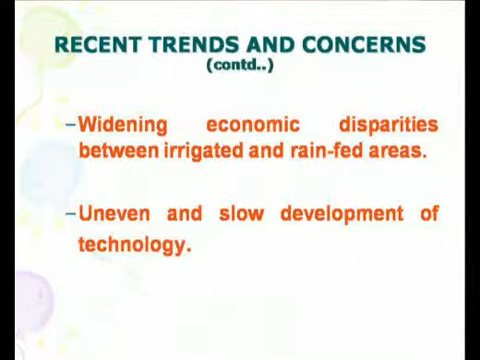 RECENT TRENDS AND CONCERNS
(contd..)
–Widening economic disparities
between irrigated and rain-fed areas.
–Uneven and slow development of
technology.